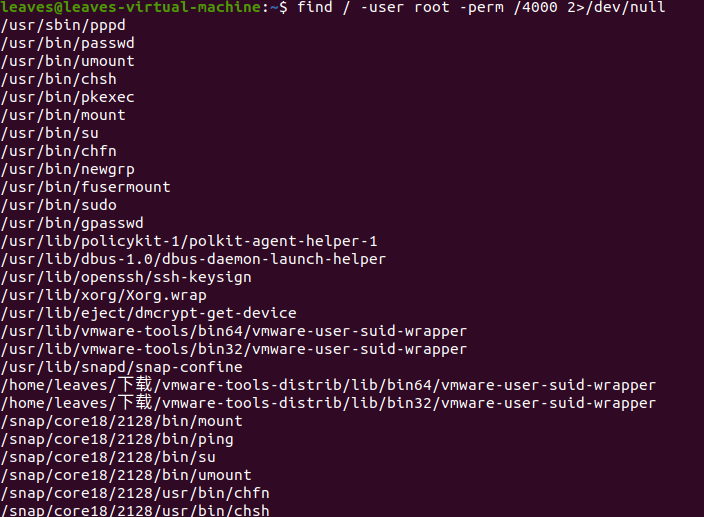 leaves@leaves-virtual-machine:~$ find / -user root -perm /4000 2>/dev/null
/usr/sbin/pppd
/usr/bin/passwd
/usr/bin/umount
/usr/bin/chsh
/usr/bin/pkexec
/usr/bin/mount
/usr/bin/su
/usr/bin/chfn
/usr/bin/newgrp
/usr/bin/fusermount
/usr/bin/sudo
/usr/bin/gpasswd
/usr/lib/policykit-1/polkit-agent-helper-1
/usr/lib/dbus-1.0/dbus-daemon-launch-helper
/usr/lib/openssh/ssh-keysign
/usr/lib/xorg/Xorg.wrap
/usr/lib/eject/dmcrypt-get-device
/usr/lib/vmware-tools/bin64/vmware-user-suid-wrapper
/usr/lib/vmware-tools/bin32/vmware-user-suid-wrapper
/usr/lib/snapd/snap-confine
/home/leaves/下载/vmware-tools-distrib/lib/bin64/vmware-user-suid-wrapper
/home/leaves/下载/vmware-tools-distrib/lib/bin32/vmware-user-suid-wrapper
/snap/core18/2128/bin/mount
/snap/core18/2128/bin/ping
/snap/core18/2128/bin/su
/snap/core18/2128/bin/umount
/snap/core18/2128/usr/bin/chfn
/snap/core18/2128/usr/bin/chsh